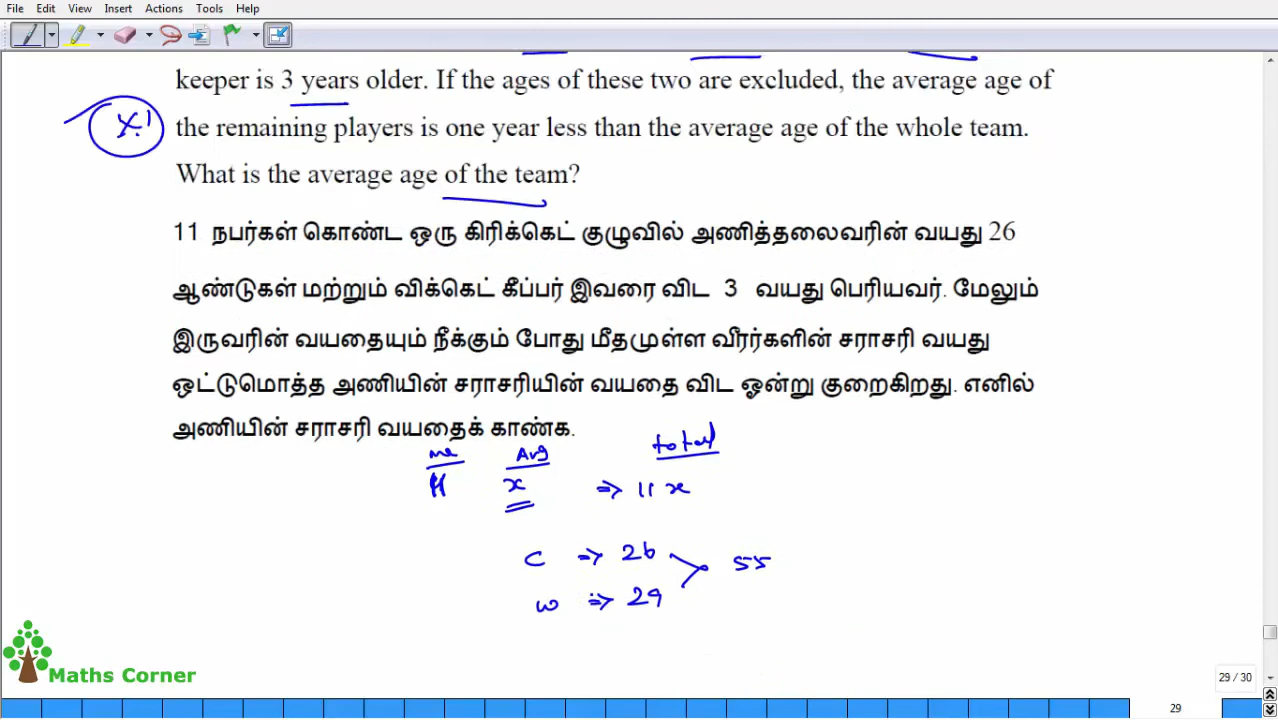 File Edit View Insert Actions Tools Help
keeper is 3 years older. If the ages of these two are excluded, the average age of
the remaining players is one year less than the average age of the whole team.
What is the average age of the team?
11 நபர்கள் கொண்ட ஒரு கிரிக்கெட் குழுவில் அணித்தலைவரின் வயது 26
ஆண்டுகள் மற்றும் விக்கெட் கீப்பர் இவரை விட 3 வயது பெரியவர். மேலும்
இருவரின் வயதையும் நீக்கும் போது மீதமுள்ள வீரர்களின் சராசரி வயது
ஒட்டுமொத்த அணியின் சராசரியின் வயதை விட ஓன்று குறைகிறது. எனில்
அணியின் சராசரி வயதைக் காண்க.
Avg total
11 x ⇒ 11x
C ⇒ 26 55
w ⇒ 29
Maths Corner
29 / 30
29